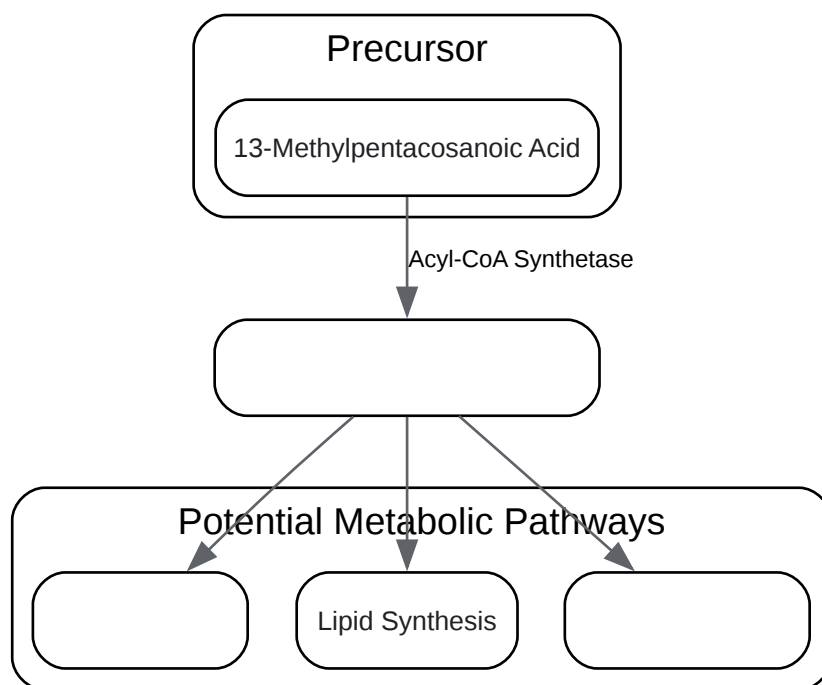 Precursor
13-Methylpentacosanoic Acid
Acyl-CoA Synthetase
Potential Metabolic Pathways
Lipid Synthesis